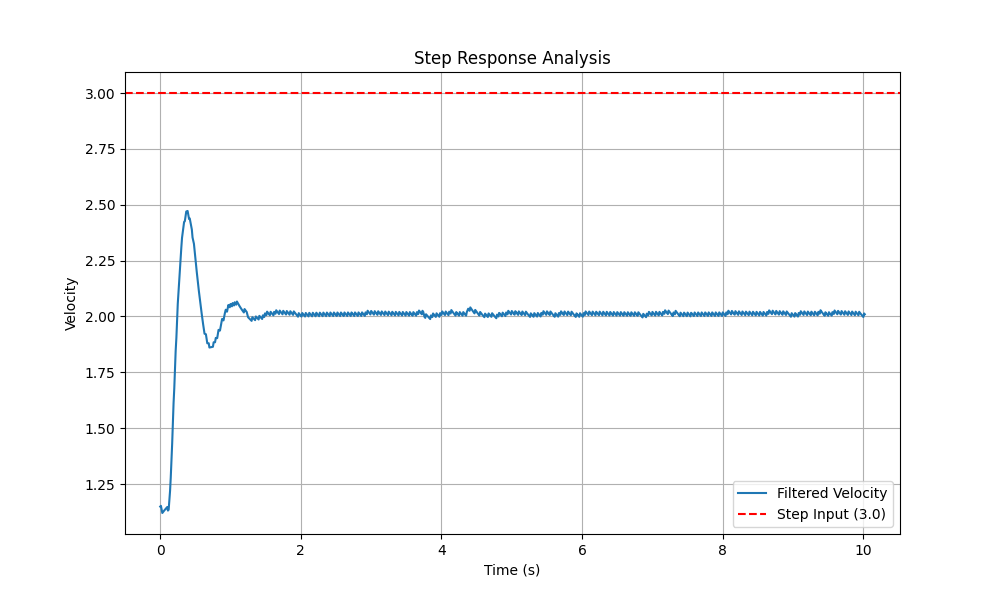 Step Response Analysis
Velocity
3.00
2.75
2.50
2.25
2.00
1.75
1.50
1.25
Filtered Velocity
Step Input (3.0)
0 2 4 6 8 10
Time (s)